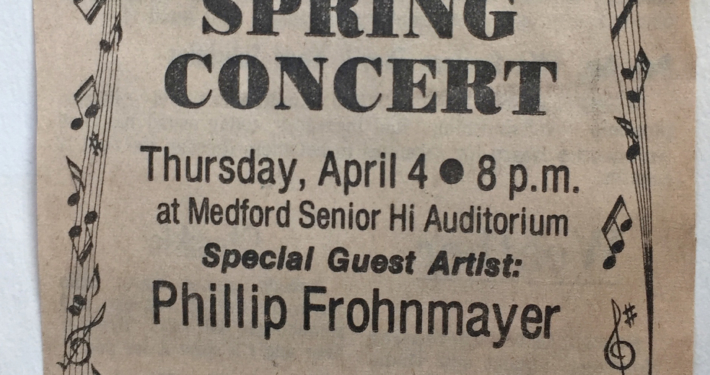 SPRING
CONCERT
Thursday, April 4 ● 8 p.m.
at Medford Senior Hi Auditorium
Special Guest Artist:
Phillip Frohnmayer